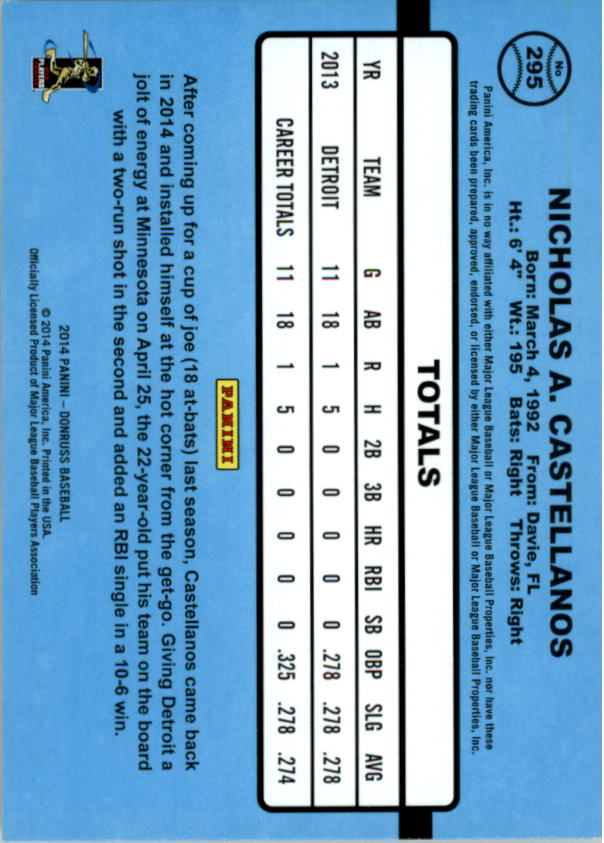 No
295
NICHOLAS A. CASTELLANOS
Born: March 4, 1992 From: Davie, FL
Ht.: 6' 4" Wt.: 195 Bats: Right Throws: Right
Panini America, Inc. is in no way affiliated with either Major League Baseball or Major League Baseball Properties, Inc. nor have these
trading cards been prepared, approved, endorsed, or licensed by either Major League Baseball or Major League Baseball Properties, Inc.
TOTALS
YR TEAM G AB R H 2B 3B HR RBI SB OBP SLG AVG
2013 DETROIT 11 18 1 5 0 0 0 0 0 .278 .278 .278
CAREER TOTALS 11 18 1 5 0 0 0 0 0 .325 .278 .274
PANINI
After coming up for a cup of joe (18 at-bats) last season, Castellanos came back
in 2014 and installed himself at the hot corner from the get-go. Giving Detroit a
jolt of energy at Minnesota on April 25, the 22-year-old put his team on the board
with a two-run shot in the second and added an RBI single in a 10-6 win.
2014 PANINI – DONRUSS BASEBALL
© 2014 Panini America, Inc. Printed in the USA.
Officially Licensed Product of Major League Baseball Players Association
PLAYERS